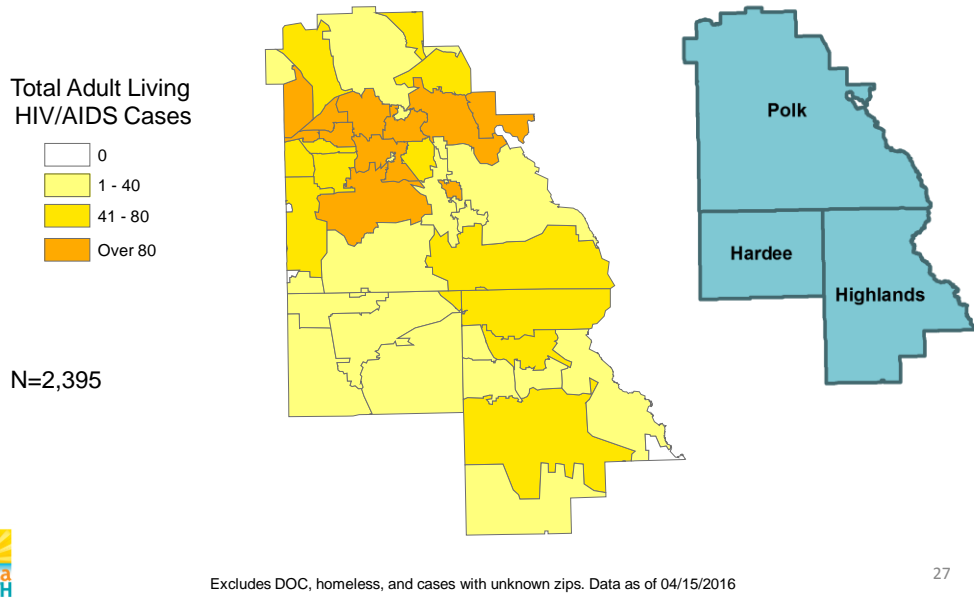 Total Adult Living
HIV/AIDS Cases
0
1 - 40
41 - 80
Over 80
N=2,395
Polk
Hardee
Highlands
a
H
Excludes DOC, homeless, and cases with unknown zips. Data as of 04/15/2016
27